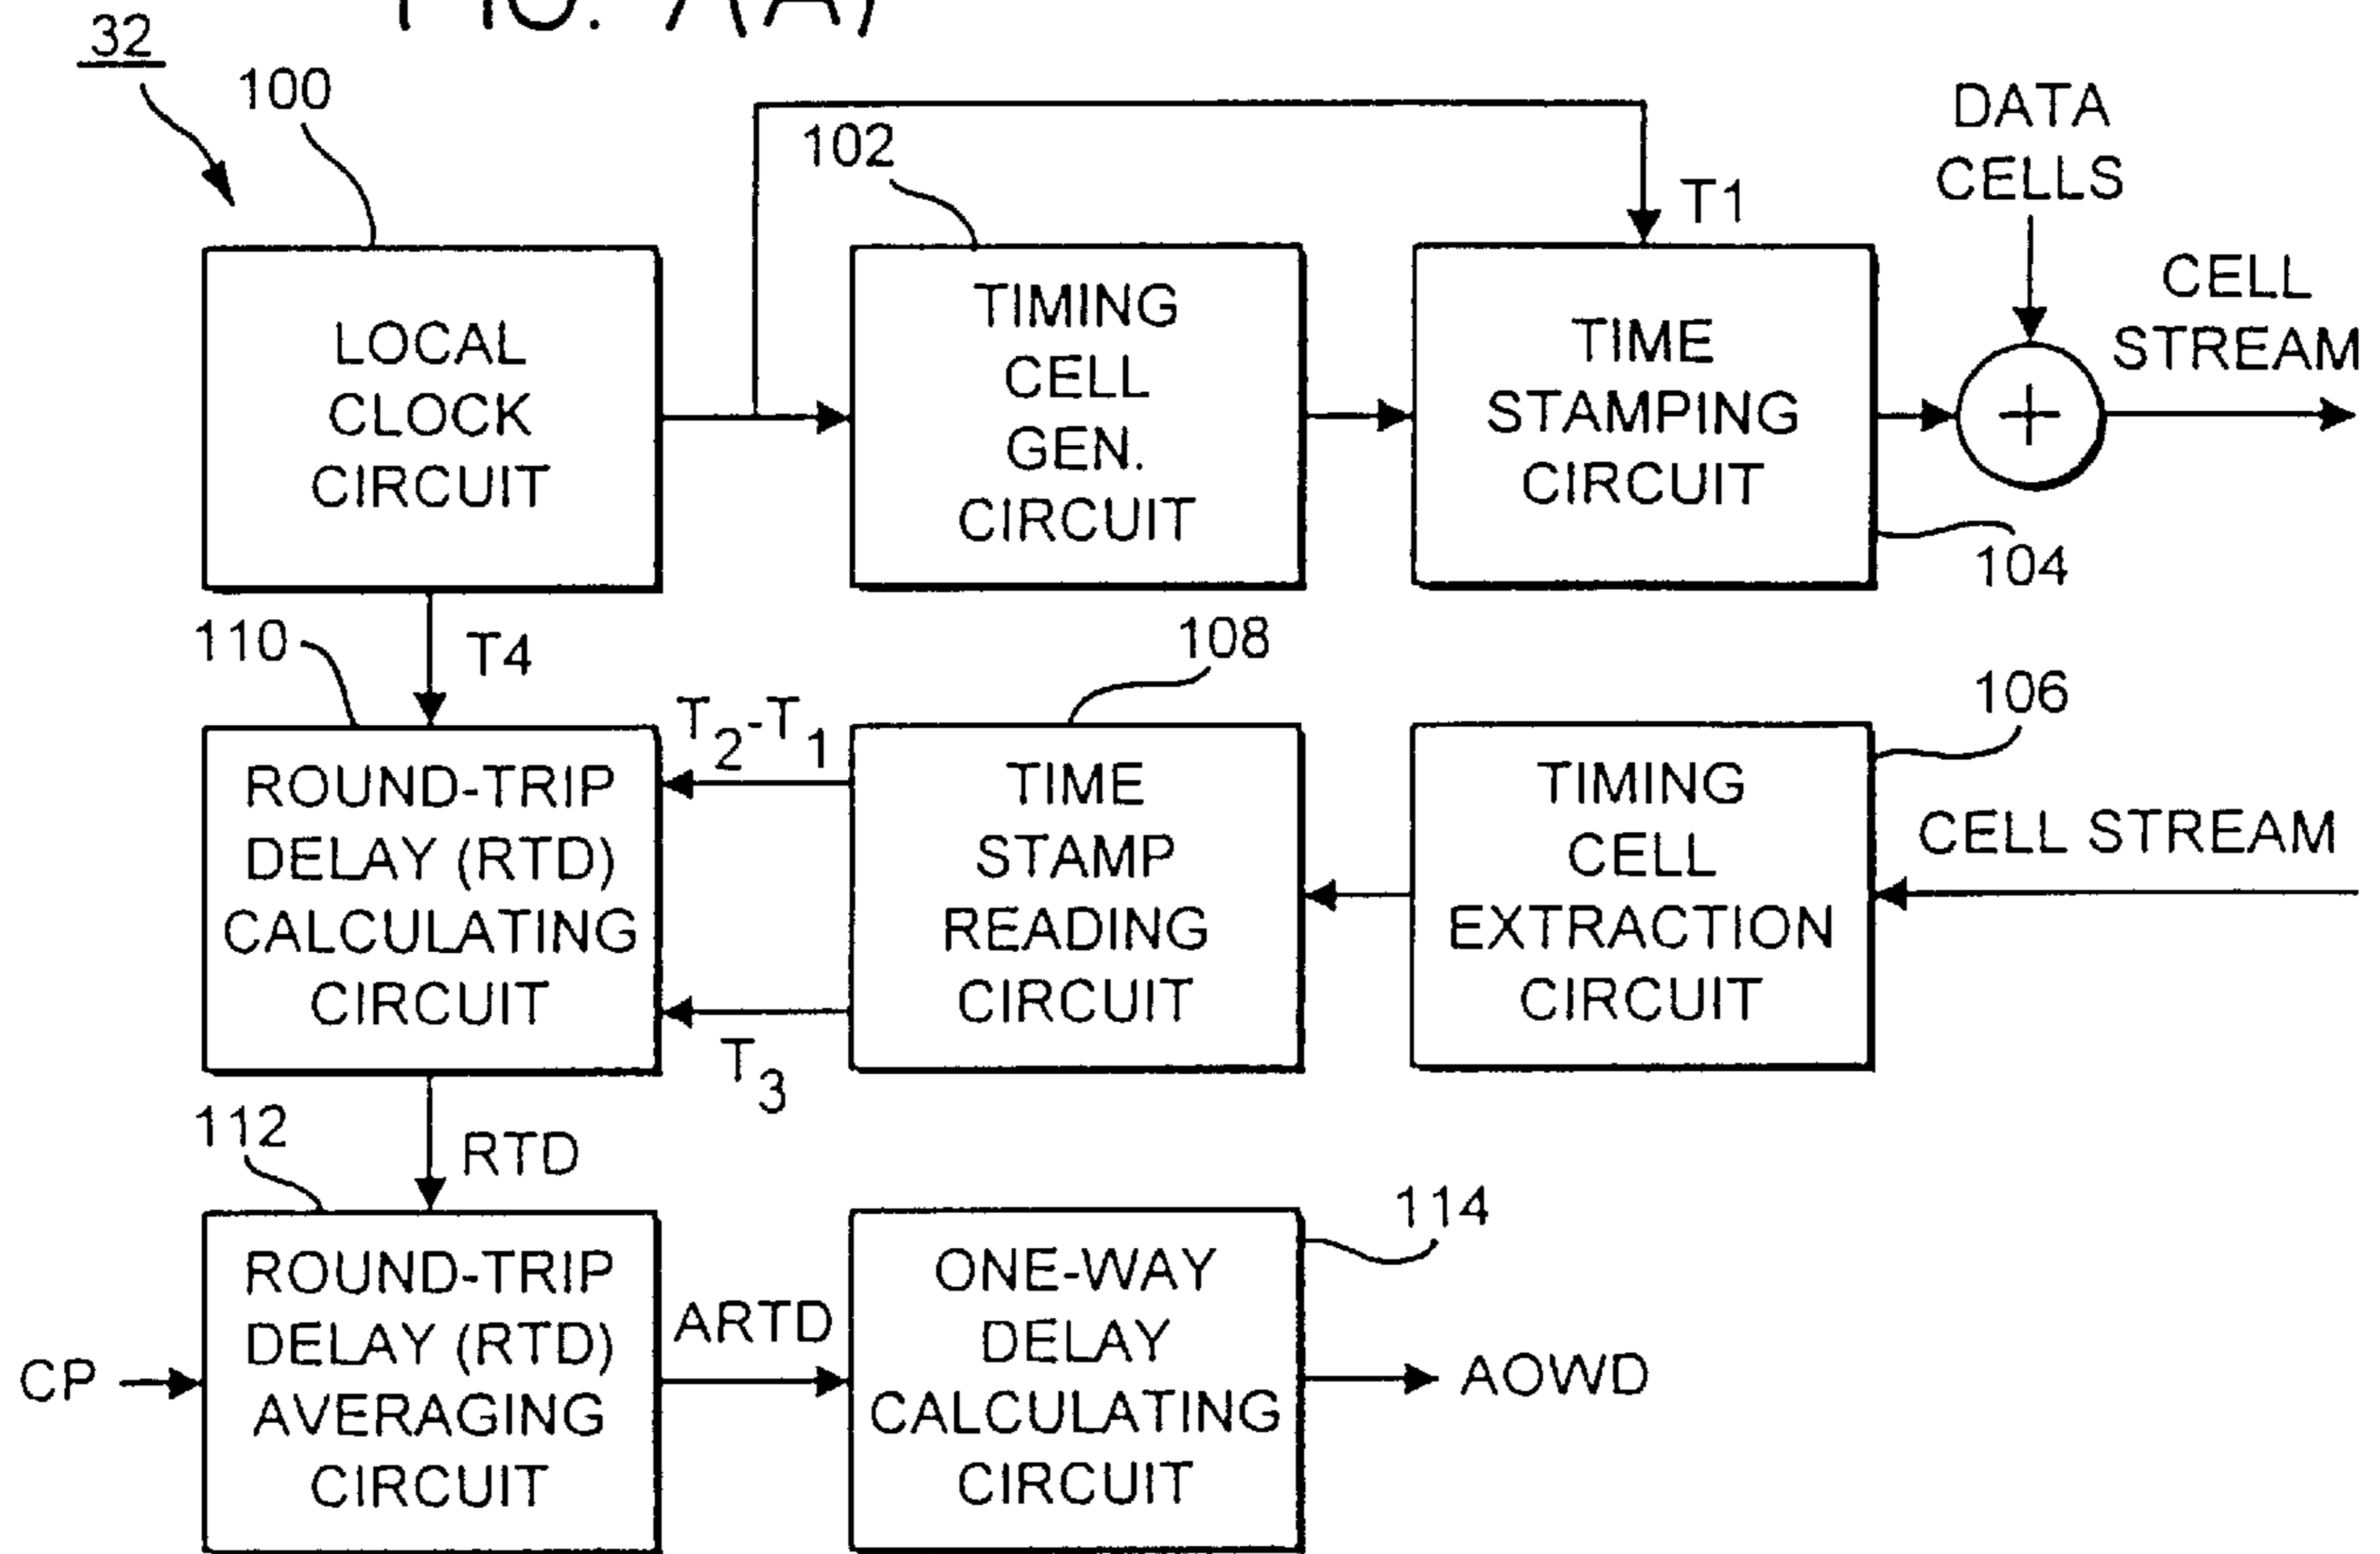 FIG. 7(A)
32
100
102
T1
DATA
CELLS
CELL
STREAM
LOCAL
CLOCK
CIRCUIT
TIMING
CELL
GEN.
CIRCUIT
TIME
STAMPING
CIRCUIT
+
104
110
T4
108
106
T2-T1
T3
ROUND-TRIP
DELAY (RTD)
CALCULATING
CIRCUIT
TIME
STAMP
READING
CIRCUIT
TIMING
CELL
EXTRACTION
CIRCUIT
CELL STREAM
112
RTD
114
CP
ROUND-TRIP
DELAY (RTD)
AVERAGING
CIRCUIT
ARTD
ONE-WAY
DELAY
CALCULATING
CIRCUIT
AOWD